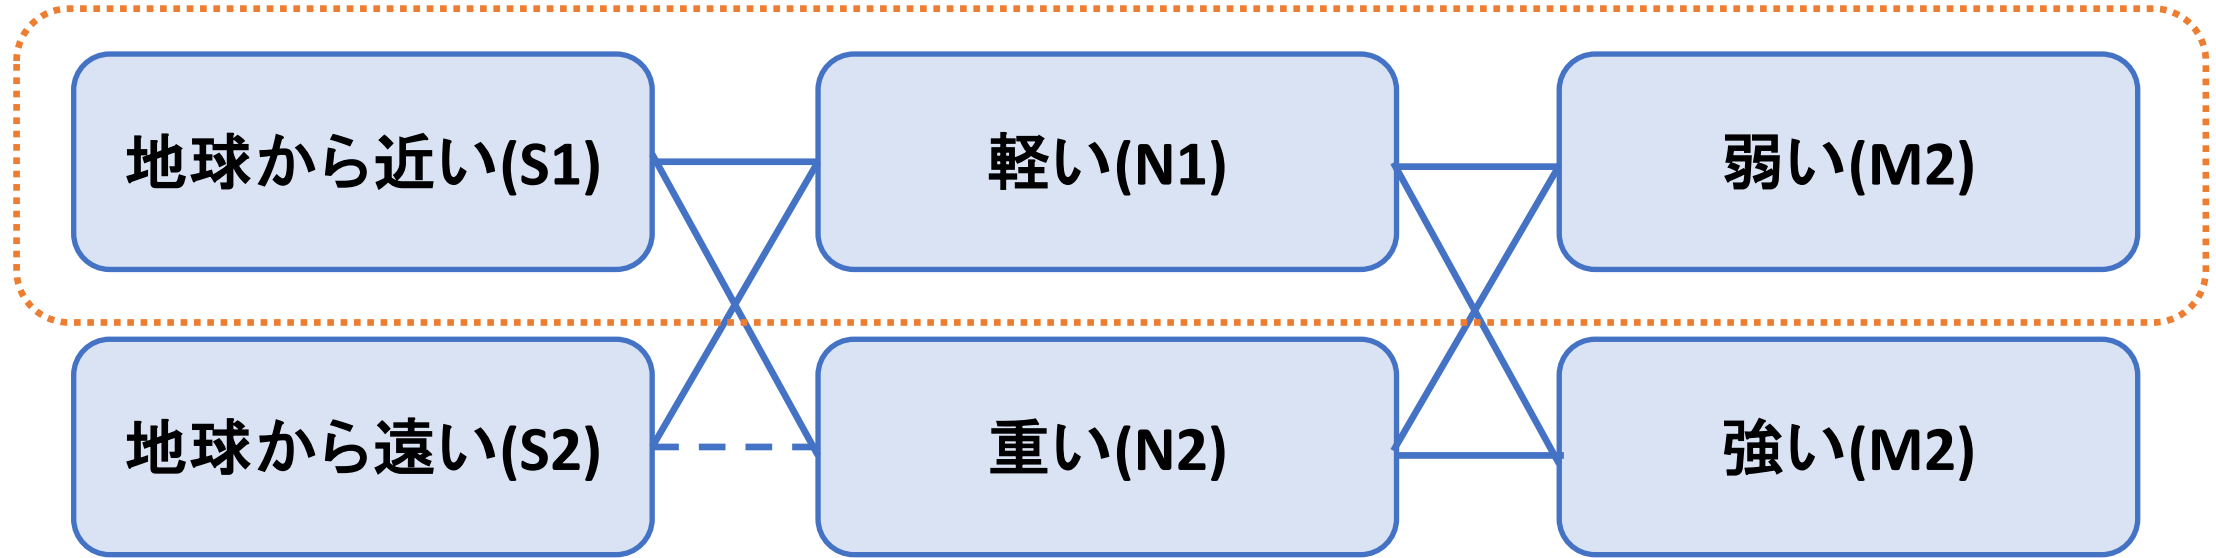 地球から近い(S1)
軽い(N1)
弱い(M2)
地球から遠い(S2)
重い(N2)
強い(M2)